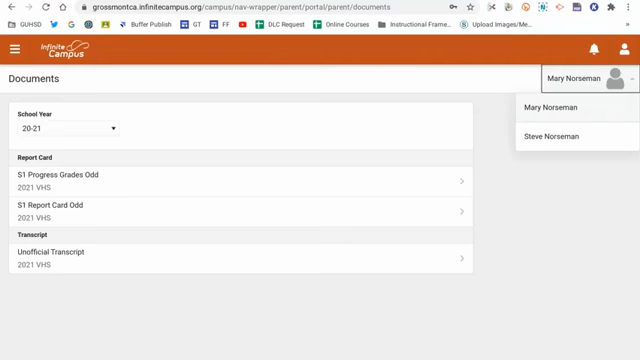 grossmontca.infinitecampus.org/campus/nav-wrapper/parent/portal/parent/documents
GUHSD
Buffer Publish
GT
FF
DLC Request
Online Courses
Instructional Frame...
Upload Images/M...
Infinite
Campus
Documents
Mary Norseman
Mary Norseman
Steve Norseman
School Year
20-21
Report Card
S1 Progress Grades Odd
2021 VHS
S1 Report Card Odd
2021 VHS
Transcript
Unofficial Transcript
2021 VHS